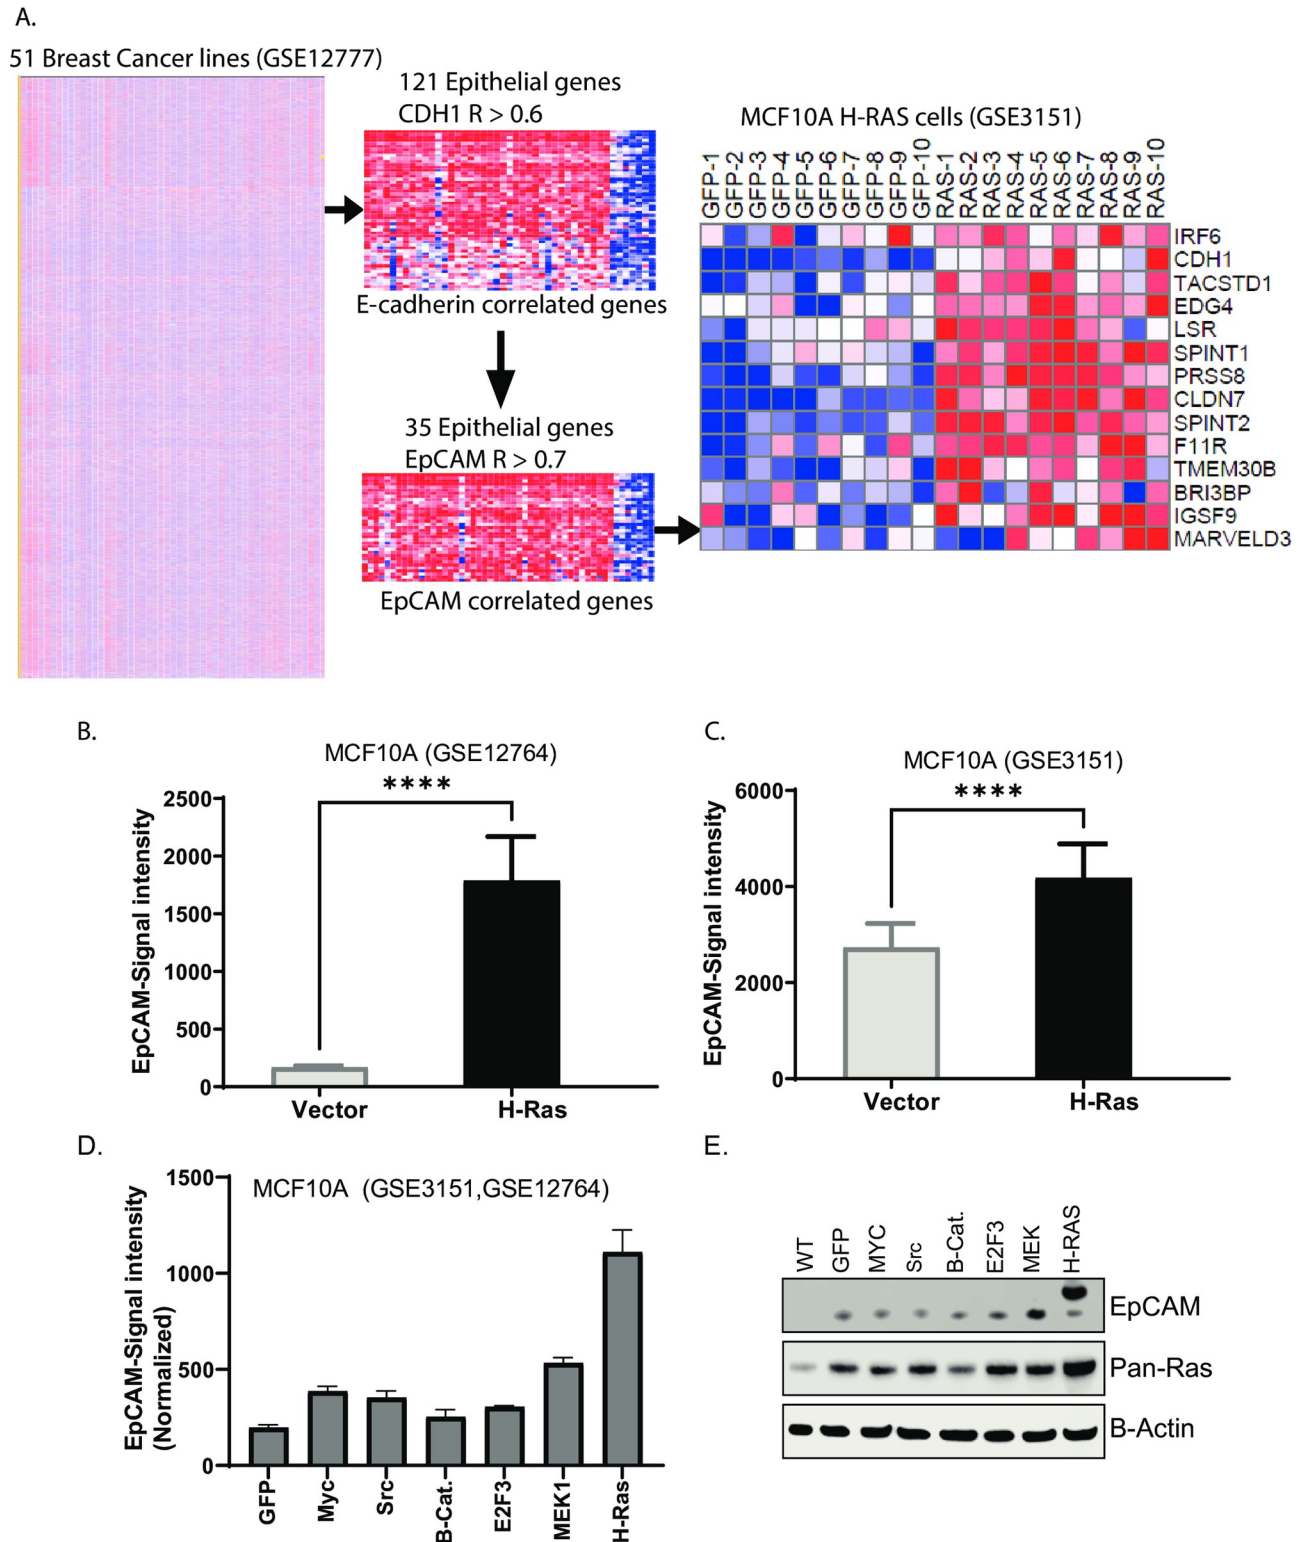 A.
51 Breast Cancer lines (GSE12777)
121 Epithelial genes
CDH1 R > 0.6
E-cadherin correlated genes
35 Epithelial genes
EpCAM R > 0.7
EpCAM correlated genes
MCF10A H-RAS cells (GSE3151)
GFP-1 GFP-2 GFP-3 GFP-4 GFP-5 GFP-6 GFP-7 GFP-8 GFP-9 GFP-10 RAS-1 RAS-2 RAS-3 RAS-4 RAS-5 RAS-6 RAS-7 RAS-8 RAS-9 RAS-10
IRF6
CDH1
TACSTD1
EDG4
LSR
SPINT1
PRSS8
CLDN7
SPINT2
F11R
TMEM30B
BRI3BP
IGSF9
MARVELD3
B.
MCF10A (GSE12764)
****
EpCAM-Signal intensity
2500
2000
1500
1000
500
0
Vector H-Ras
C.
MCF10A (GSE3151)
****
EpCAM-Signal intensity
6000
4000
2000
0
Vector H-Ras
D.
MCF10A (GSE3151,GSE12764)
EpCAM-Signal intensity
(Normalized)
1500
1000
500
0
GFP Myc Src B-Cat. E2F3 MEK1 H-Ras
E.
WT GFP MYC Src B-Cat. E2F3 MEK H-RAS
EpCAM
Pan-Ras
B-Actin